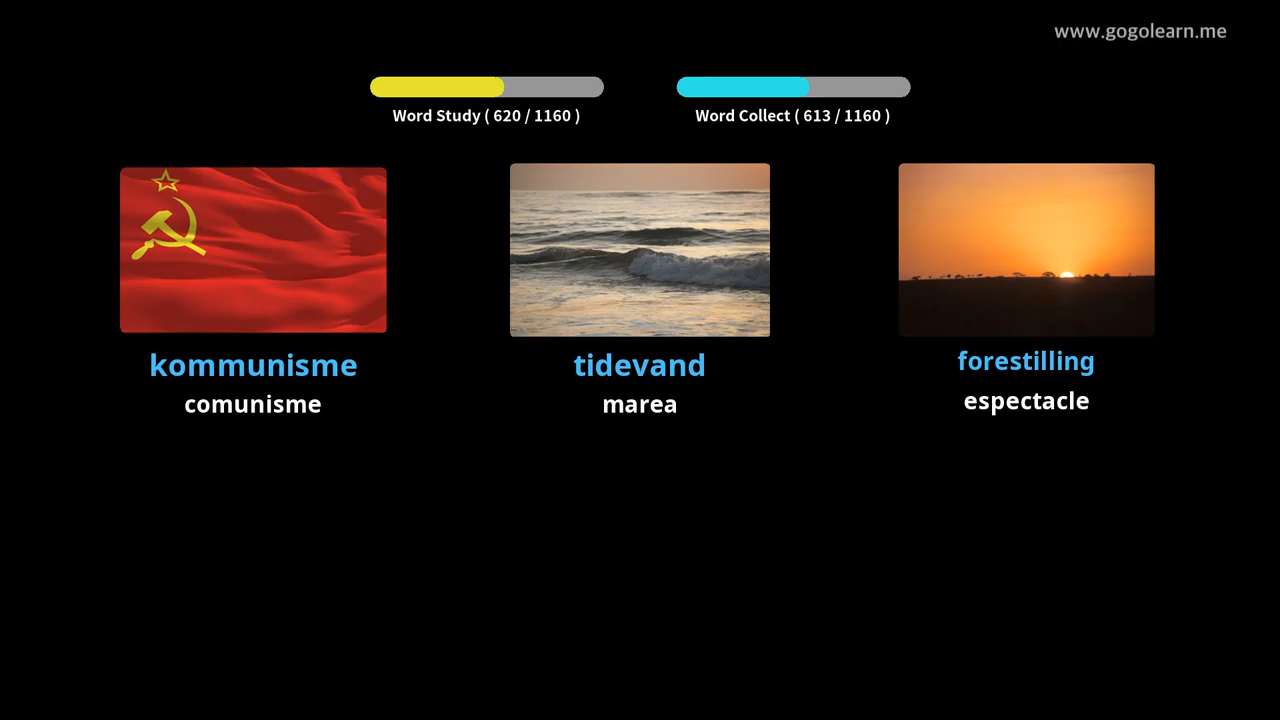 www.gogolearn.me
Word Study ( 620 / 1160 )
Word Collect ( 613 / 1160 )
kommunisme
comunisme
tidevand
marea
forestilling
espectacle